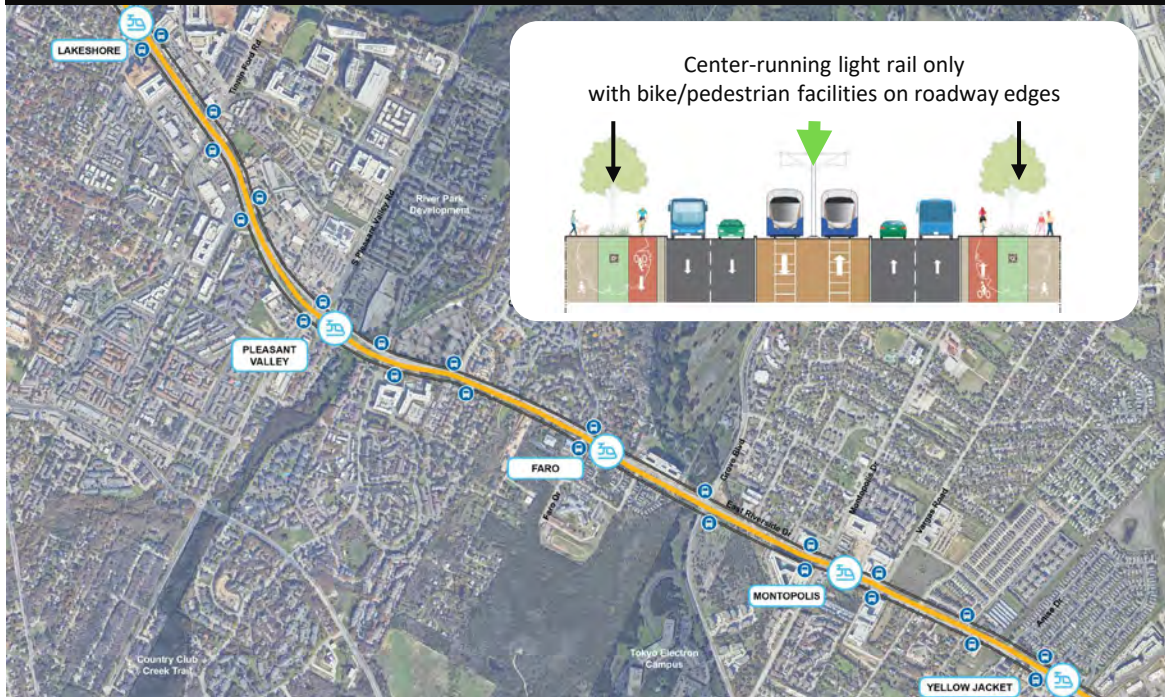 LAKESHORE
Tinnin Ford Rd
Center-running light rail only
with bike/pedestrian facilities on roadway edges
S Pleasant Valley Rd
River Park
Development
PLEASANT
VALLEY
FARO
Faro Dr
Grove Blvd
East Riverside Dr
Montopolis Dr
Vargas Road
MONTOPOLIS
Annes Dr
Country Club
Creek Trail
Tokyo Electron
Campus
YELLOW JACKET